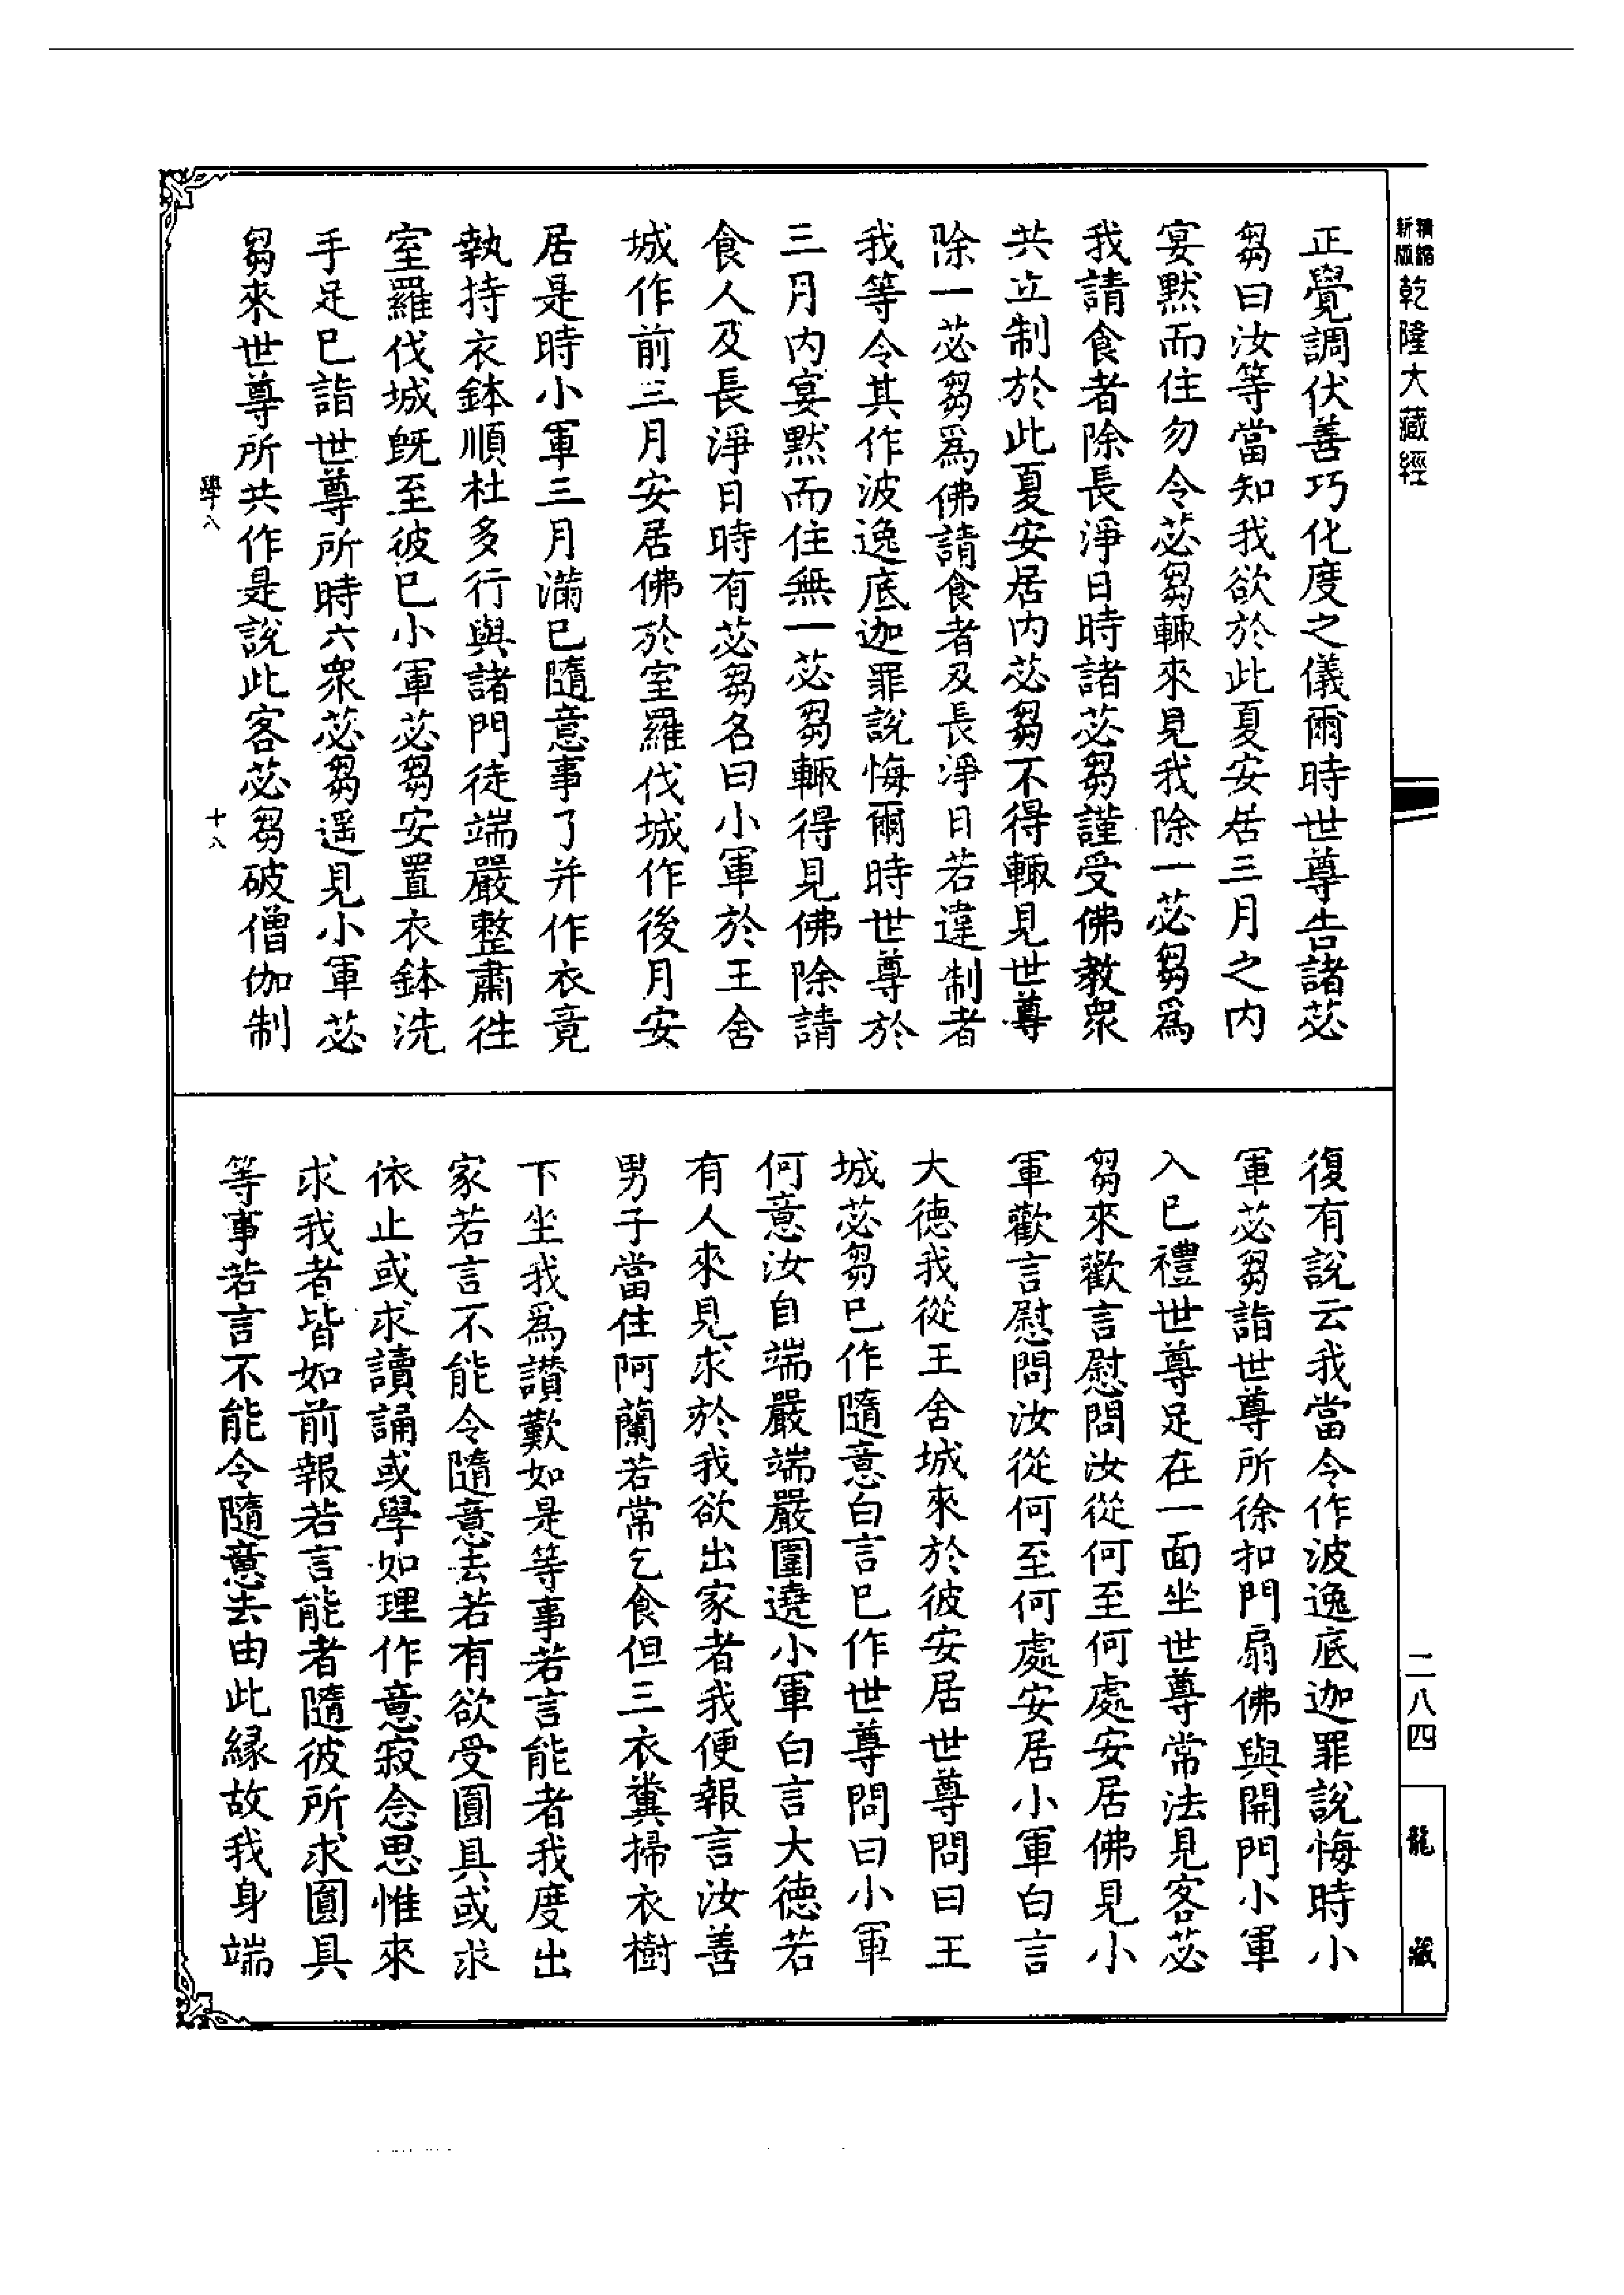 新版精縮乾隆大藏經
正覺調伏善巧化度之儀爾時世尊告諸苾
芻曰汝等當知我欲於此夏安居三月之内
宴黙而住勿令苾芻輙來見我除一苾芻爲
我請食者除長淨日時諸苾芻謹受佛教衆
共立制於此夏安居内苾芻不得輙見世尊
除一苾芻爲佛請食者及長淨日若違制者
我等令其作波逸底迦罪說悔爾時世尊於
三月内宴黙而住無一苾芻輙得見佛除請
食人及長淨日時有苾芻名曰小軍於王舍
城作前三月安居佛於室羅伐城作後月安
居是時小軍三月滿已隨意事了并作衣竟
執持衣鉢順杜多行與諸門徒端嚴整肅徃
室羅伐城旣至彼已小軍苾芻安置衣鉢洗
手足已詣世尊所時六衆苾芻遥見小軍苾
芻來世尊所共作是說此客苾芻破僧伽制
學八
十八
復有說云我當令作波逸底迦罪說悔時小
軍苾芻詣世尊所徐扣門扇佛與開門小軍
入已禮世尊足在一面坐世尊常法見客苾
芻來歡言慰問汝從何至何處安居佛見小
軍歡言慰問汝從何至何處安居小軍白言
大德我從王舍城來於彼安居世尊問曰王
城苾芻已作隨意白言已作世尊問曰小軍
何意汝自端嚴端嚴圍遶小軍白言大德若
有人來見求於我欲出家者我便報言汝善
男子當住阿蘭若常乞食但三衣糞掃衣樹
下坐我爲讃歎如是等事若言能者我度出
家若言不能令隨意去若有欲受圓具或求
依止或求讀誦或學如理作意寂念思惟來
求我者皆如前報若言能者隨彼所求圓具
等事若言不能令隨意去由此縁故我身端
二八四
龍藏